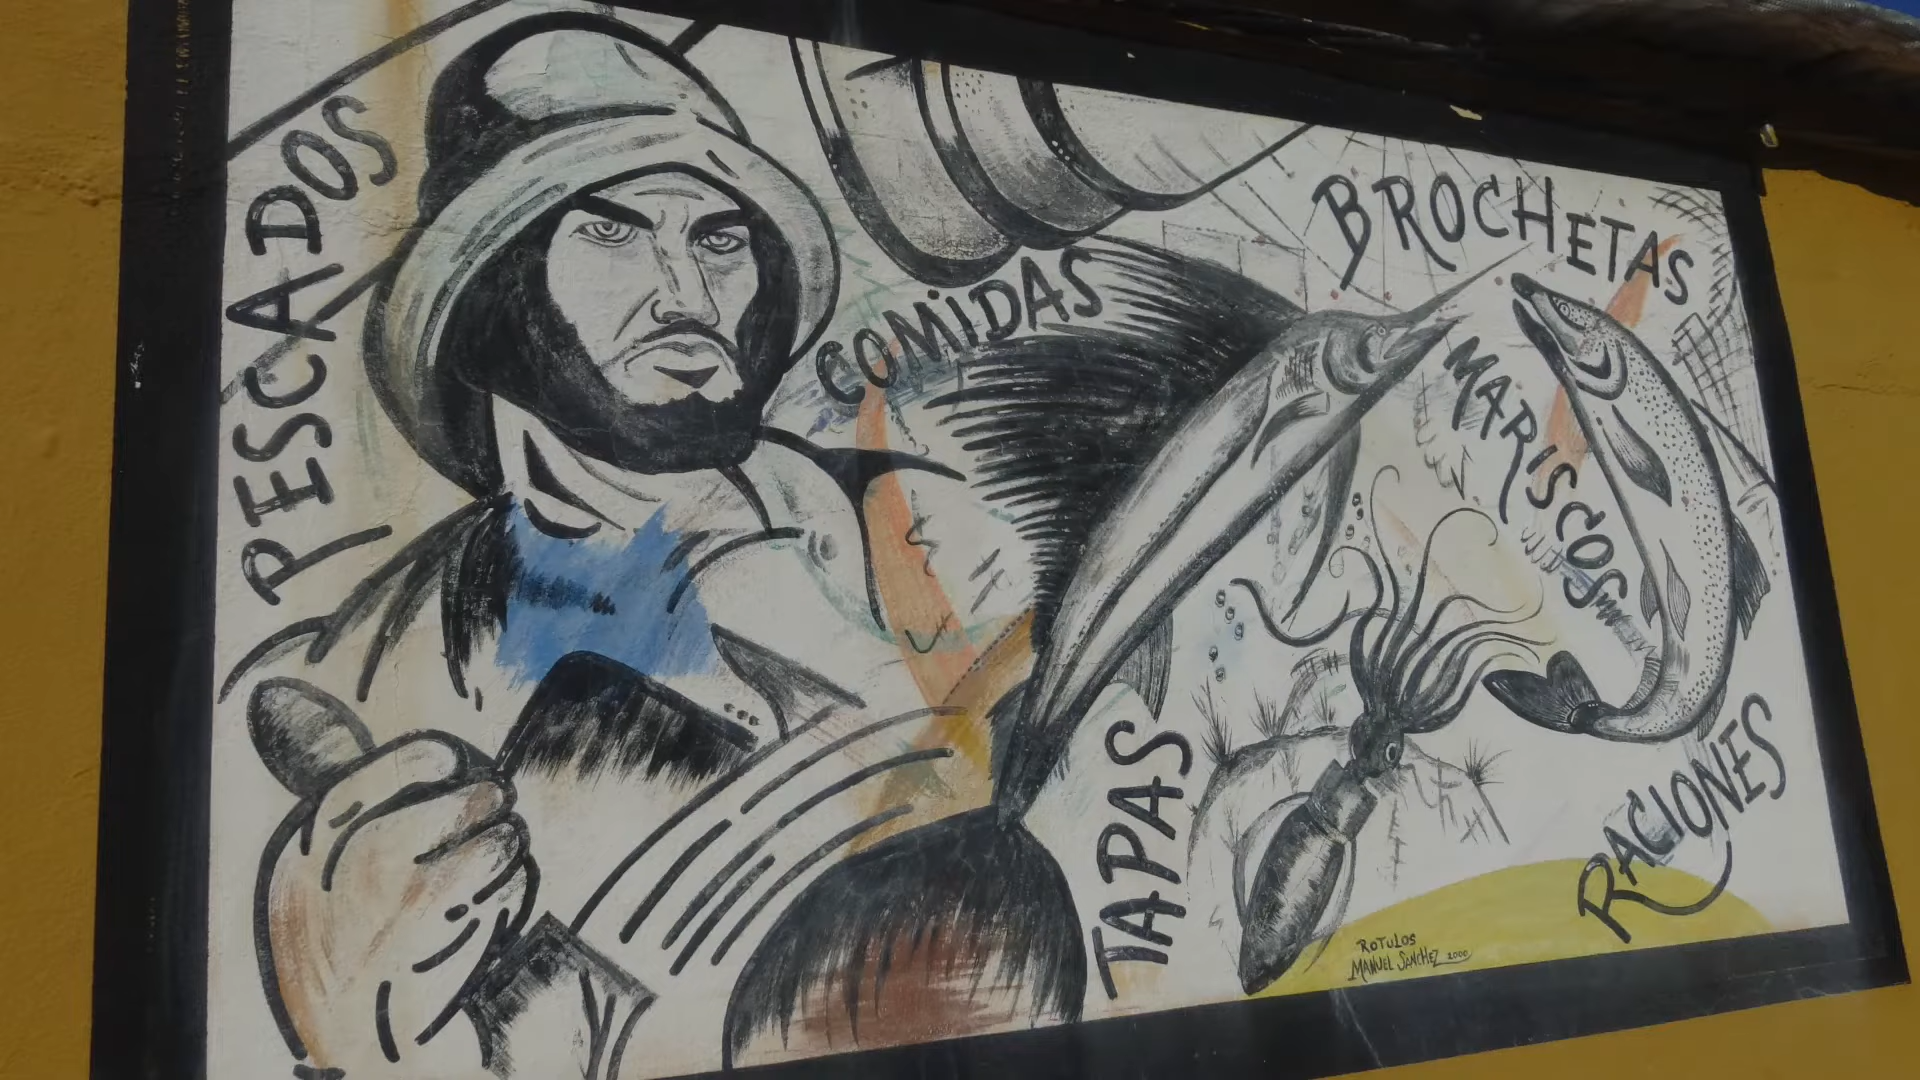 PESCADOS
COMIDAS
BROCHETAS
MARISCOS
TAPAS
RACIONES
ROTULOS
MANUEL SANCHEZ 2000